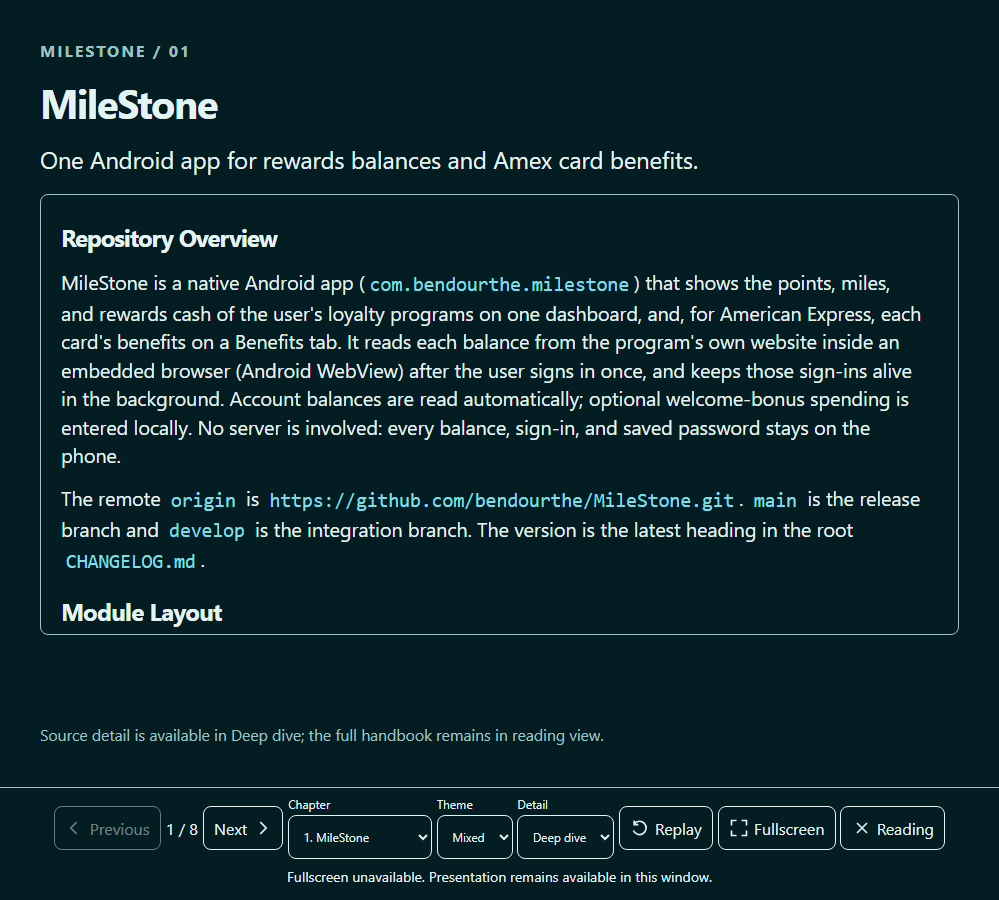 MILESTONE / 01
MileStone
One Android app for rewards balances and Amex card benefits.
Repository Overview
MileStone is a native Android app ( com.bendourthe.milestone ) that shows the points, miles,
and rewards cash of the user's loyalty programs on one dashboard, and, for American Express, each
card's benefits on a Benefits tab. It reads each balance from the program's own website inside an
embedded browser (Android WebView) after the user signs in once, and keeps those sign-ins alive
in the background. Account balances are read automatically; optional welcome-bonus spending is
entered locally. No server is involved: every balance, sign-in, and saved password stays on the
phone.
The remote origin is https://github.com/bendourthe/MileStone.git . main is the release
branch and develop is the integration branch. The version is the latest heading in the root
CHANGELOG.md .
Module Layout
Source detail is available in Deep dive; the full handbook remains in reading view.
Chapter Theme Detail
Previous 1 / 8 Next 1. MileStone Mixed Deep dive Replay Fullscreen Reading
Fullscreen unavailable. Presentation remains available in this window.